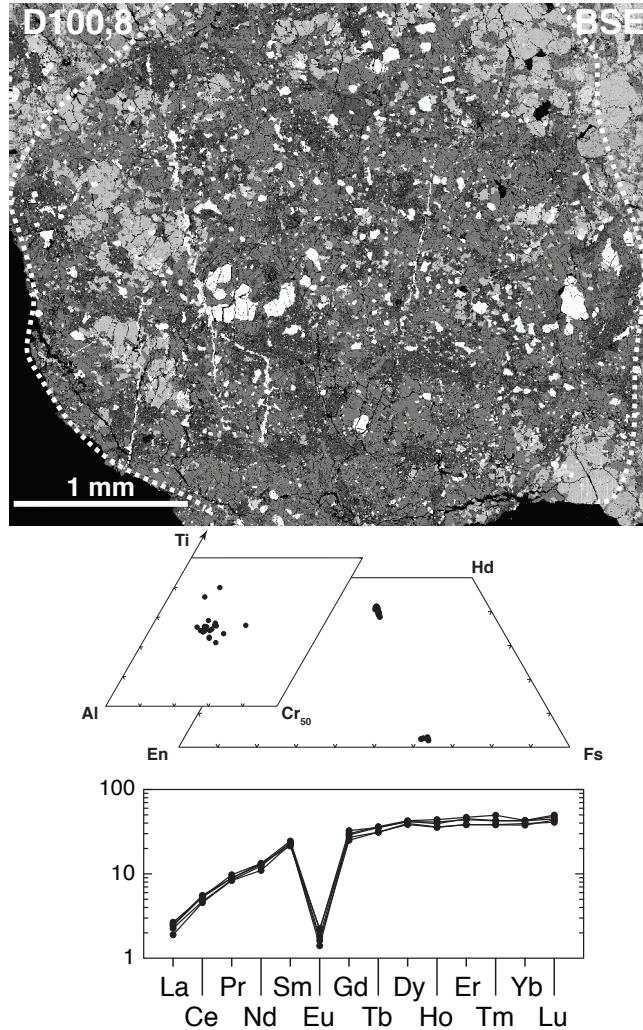 D100,8 BSE
1 mm
Ti
Hd
Al Cr50
En Fs
100
10
1
La Pr Sm Gd Dy Er Yb
Ce Nd Eu Tb Ho Tm Lu